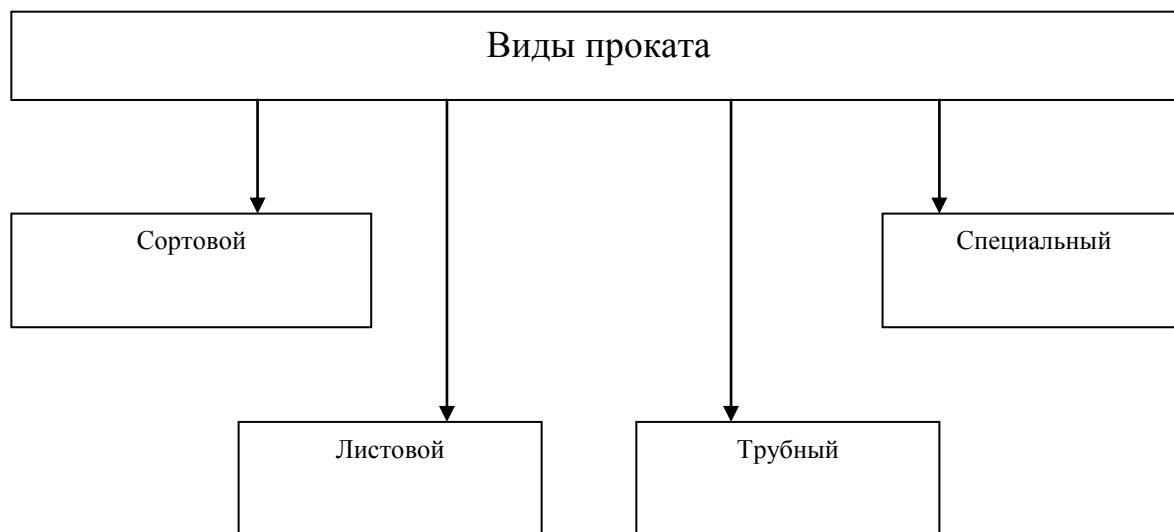 Виды проката
Сортовой
Специальный
Листовой
Трубный